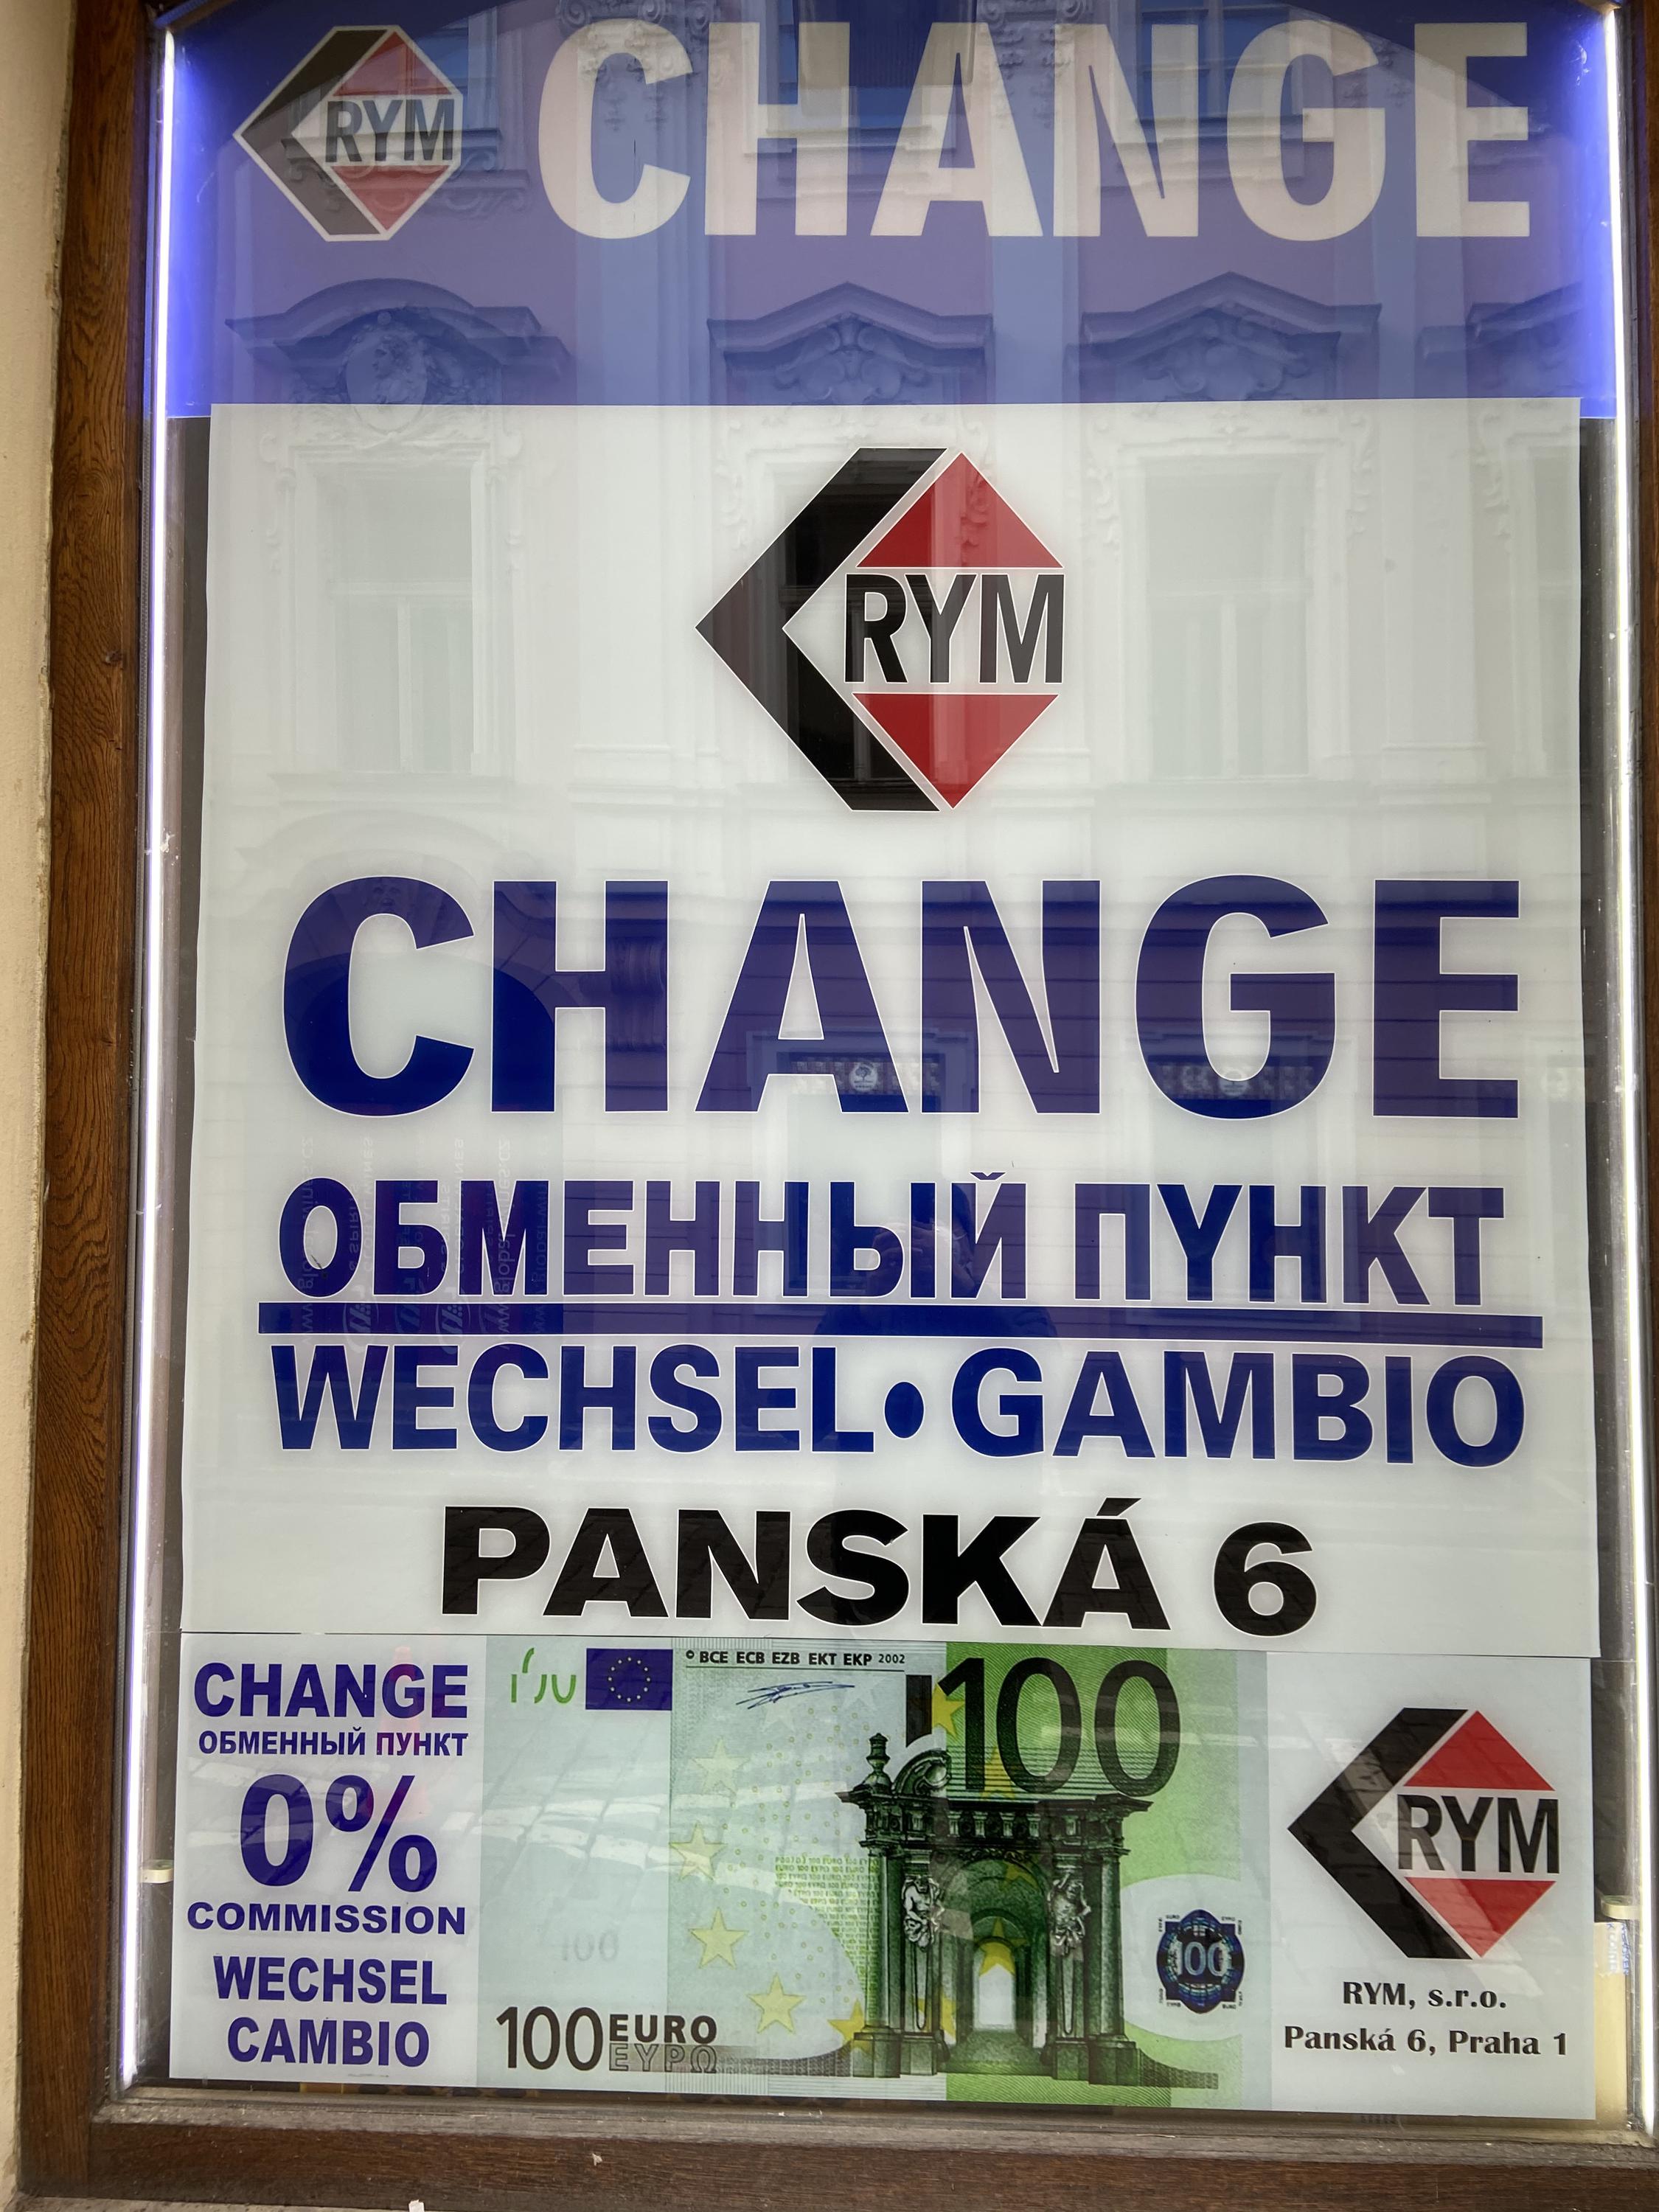 RYM CHANGE
RYM
CHANGE
ОБМЕННЫЙ ПУНКТ
WECHSEL•GAMBIO
PANSKÁ 6
CHANGE
ОБМЕННЫЙ ПУНКТ
0%
COMMISSION
WECHSEL
CAMBIO
© BCE ECB EZB EKT EKP 2002
100
100
100
100 EURO
ΕΥΡΩ
RYM
RYM, s.r.o.
Panská 6, Praha 1